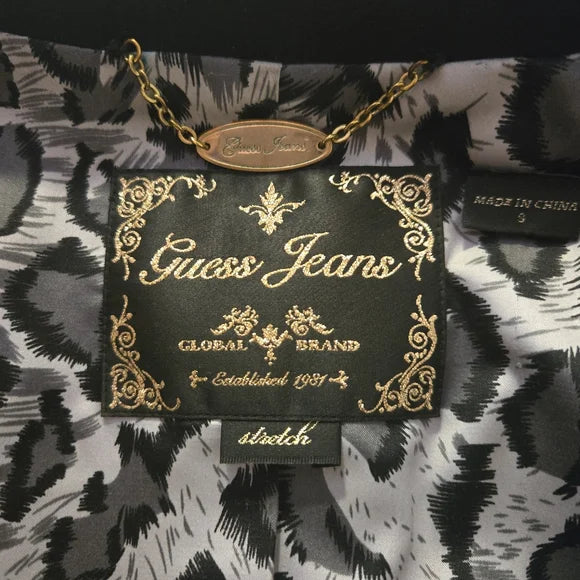 Guess Jeans
Guess Jeans
GLOBAL BRAND
Established 1981
stretch
MADE IN CHINA